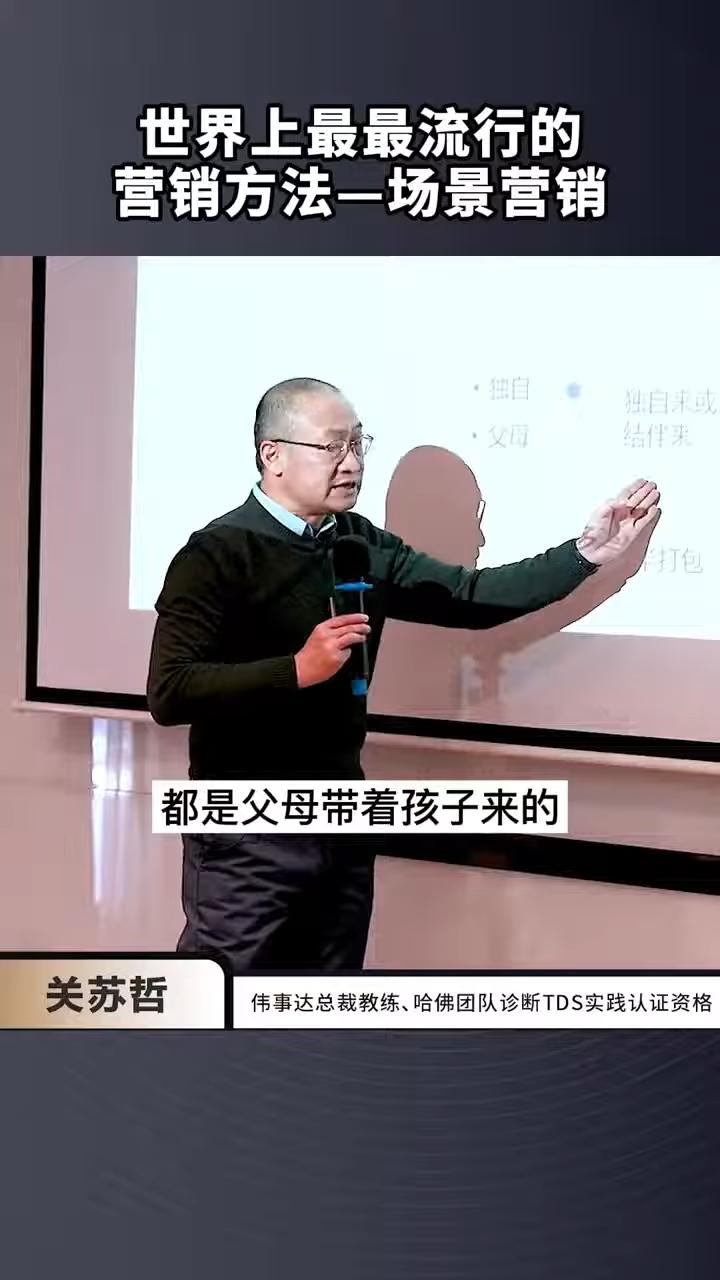 世界上最最流行的
营销方法—场景营销
• 独自
独自来或
• 父母
结伴来
打包
都是父母带着孩子来的
关苏哲
伟事达总裁教练、哈佛团队诊断TDS实践认证资格